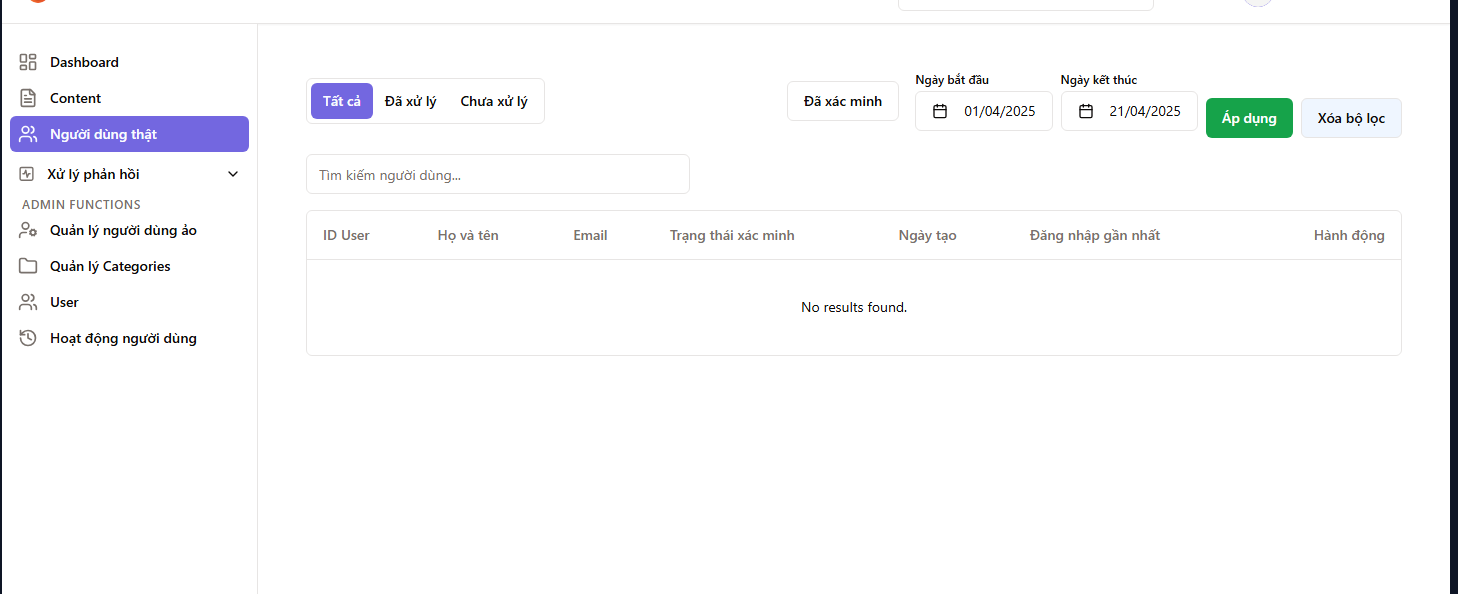 Dashboard
Content
Người dùng thật
Xử lý phản hồi
ADMIN FUNCTIONS
Quản lý người dùng ảo
Quản lý Categories
User
Hoạt động người dùng
Tất cả Đã xử lý Chưa xử lý
Đã xác minh
Ngày bắt đầu
01/04/2025
Ngày kết thúc
21/04/2025
Áp dụng
Xóa bộ lọc
Tìm kiếm người dùng...
ID User Họ và tên Email Trạng thái xác minh Ngày tạo Đăng nhập gần nhất Hành động
No results found.